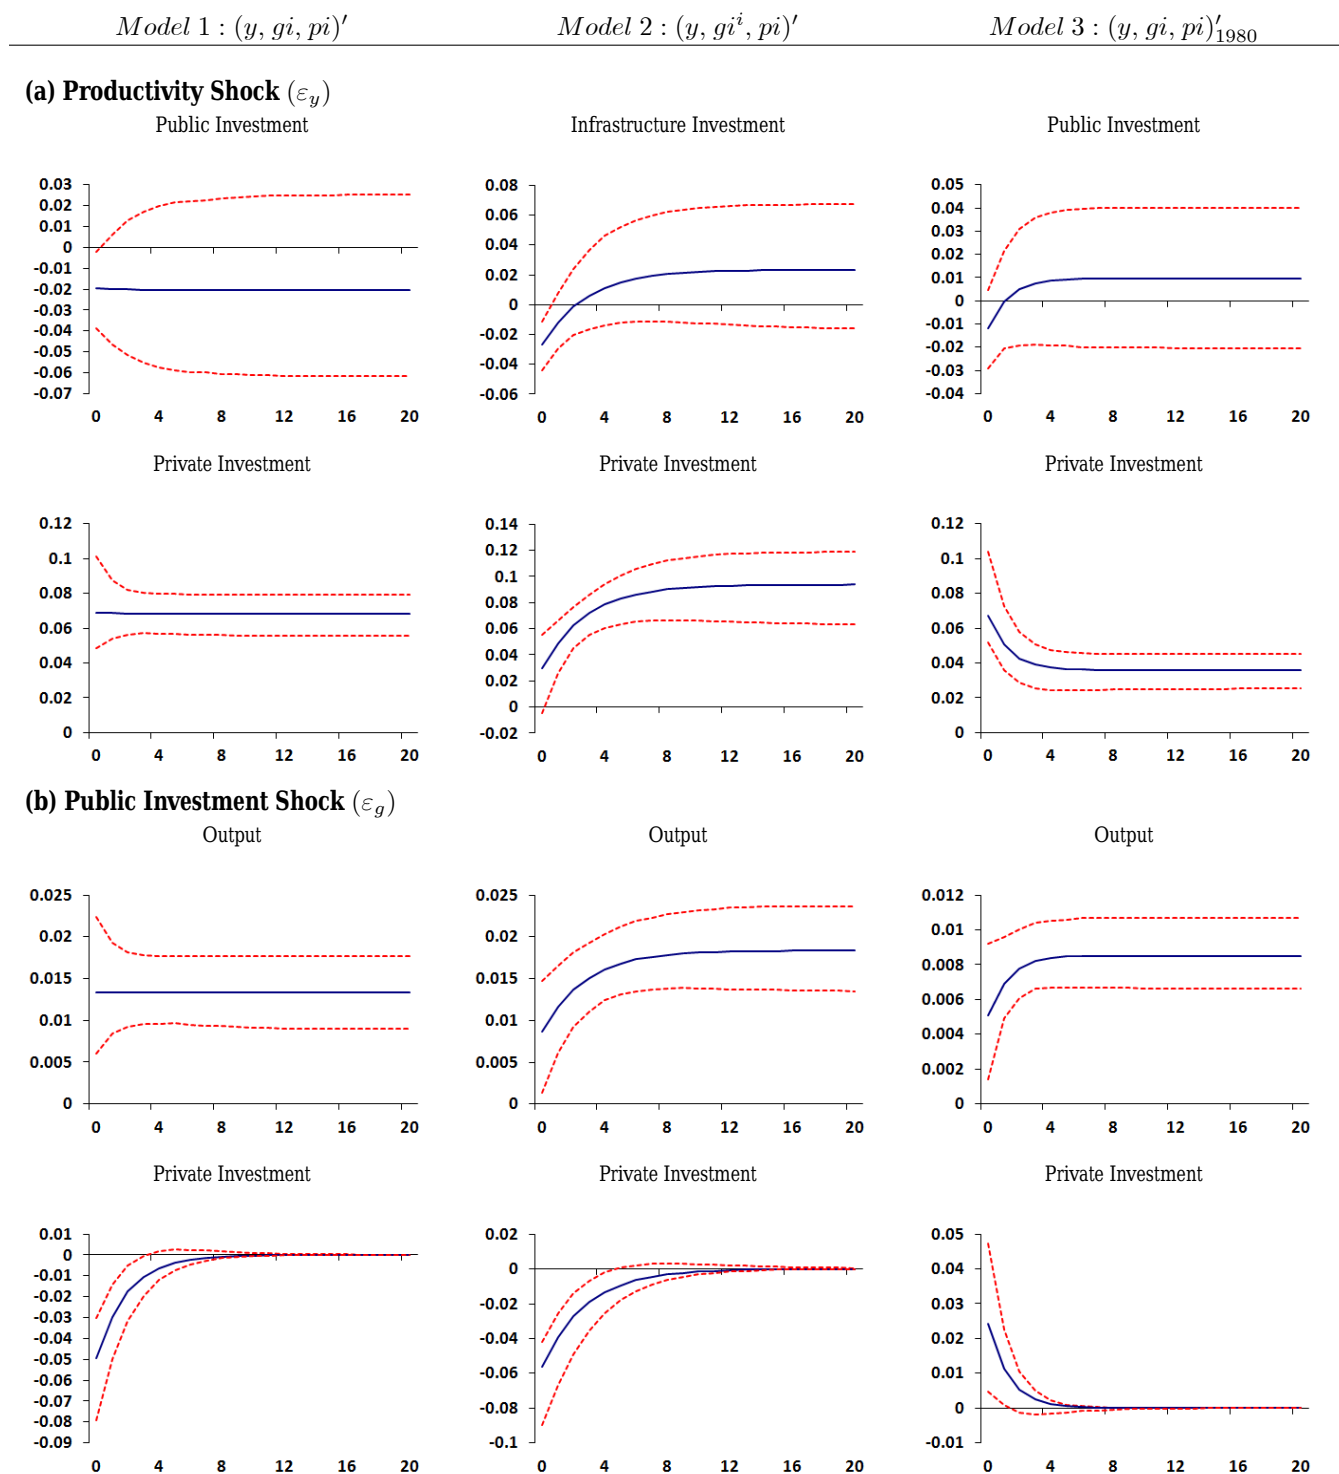 Model 1 : (y, gi, pi)′ Model 2 : (y, giⁱ, pi)′ Model 3 : (y, gi, pi)′₁₉₈₀
(a) Productivity Shock (ε_y)
Public Investment Infrastructure Investment Public Investment
0.03 0.02 0.01 0 -0.01 -0.02 -0.03 -0.04 -0.05 -0.06 -0.07
0 4 8 12 16 20
0.08 0.06 0.04 0.02 0 -0.02 -0.04 -0.06
0 4 8 12 16 20
0.05 0.04 0.03 0.02 0.01 0 -0.01 -0.02 -0.03 -0.04
0 4 8 12 16 20
Private Investment Private Investment Private Investment
0.12 0.1 0.08 0.06 0.04 0.02 0
0 4 8 12 16 20
0.14 0.12 0.1 0.08 0.06 0.04 0.02 0 -0.02
0 4 8 12 16 20
0.12 0.1 0.08 0.06 0.04 0.02 0
0 4 8 12 16 20
(b) Public Investment Shock (ε_g)
Output Output Output
0.025 0.02 0.015 0.01 0.005 0
0 4 8 12 16 20
0.025 0.02 0.015 0.01 0.005 0
0 4 8 12 16 20
0.012 0.01 0.008 0.006 0.004 0.002 0
0 4 8 12 16 20
Private Investment Private Investment Private Investment
0.01 0 -0.01 -0.02 -0.03 -0.04 -0.05 -0.06 -0.07 -0.08 -0.09
0 4 8 12 16 20
0.02 0 -0.02 -0.04 -0.06 -0.08 -0.1
0 4 8 12 16 20
0.05 0.04 0.03 0.02 0.01 0 -0.01
0 4 8 12 16 20